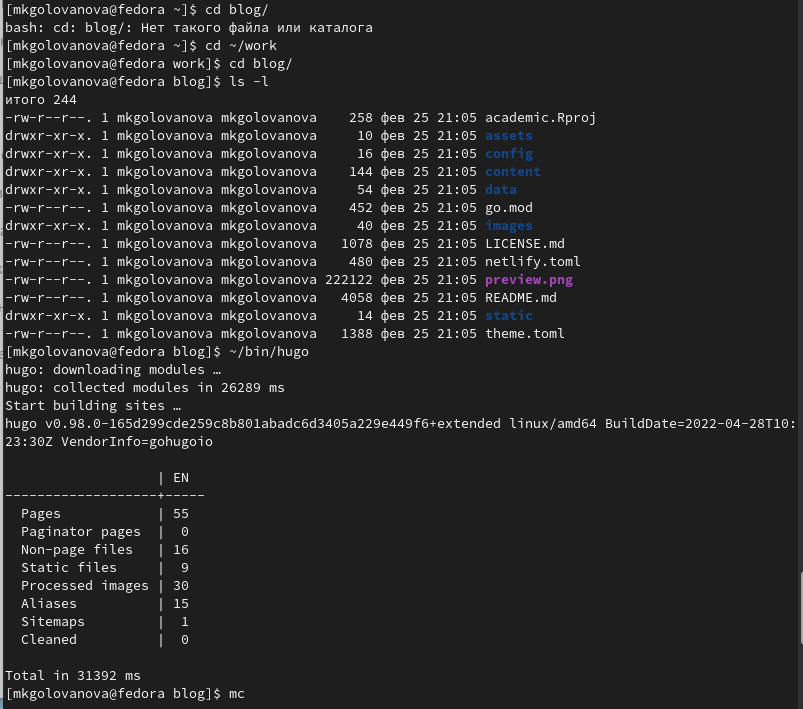 [mkgolovanova@fedora ~]$ cd blog/
bash: cd: blog/: Нет такого файла или каталога
[mkgolovanova@fedora ~]$ cd ~/work
[mkgolovanova@fedora work]$ cd blog/
[mkgolovanova@fedora blog]$ ls -l
итого 244
-rw-r--r--. 1 mkgolovanova mkgolovanova    258 фев 25 21:05 academic.Rproj
drwxr-xr-x. 1 mkgolovanova mkgolovanova     10 фев 25 21:05 assets
drwxr-xr-x. 1 mkgolovanova mkgolovanova     16 фев 25 21:05 config
drwxr-xr-x. 1 mkgolovanova mkgolovanova    144 фев 25 21:05 content
drwxr-xr-x. 1 mkgolovanova mkgolovanova     54 фев 25 21:05 data
-rw-r--r--. 1 mkgolovanova mkgolovanova    452 фев 25 21:05 go.mod
drwxr-xr-x. 1 mkgolovanova mkgolovanova     40 фев 25 21:05 images
-rw-r--r--. 1 mkgolovanova mkgolovanova   1078 фев 25 21:05 LICENSE.md
-rw-r--r--. 1 mkgolovanova mkgolovanova    480 фев 25 21:05 netlify.toml
-rw-r--r--. 1 mkgolovanova mkgolovanova 222122 фев 25 21:05 preview.png
-rw-r--r--. 1 mkgolovanova mkgolovanova   4058 фев 25 21:05 README.md
drwxr-xr-x. 1 mkgolovanova mkgolovanova     14 фев 25 21:05 static
-rw-r--r--. 1 mkgolovanova mkgolovanova   1388 фев 25 21:05 theme.toml
[mkgolovanova@fedora blog]$ ~/bin/hugo
hugo: downloading modules …
hugo: collected modules in 26289 ms
Start building sites …
hugo v0.98.0-165d299cde259c8b801abadc6d3405a229e449f6+extended linux/amd64 BuildDate=2022-04-28T10:
23:30Z VendorInfo=gohugoio
                   | EN
-------------------+-----
  Pages            | 55
  Paginator pages  |  0
  Non-page files   | 16
  Static files     |  9
  Processed images | 30
  Aliases          | 15
  Sitemaps         |  1
  Cleaned          |  0
Total in 31392 ms
[mkgolovanova@fedora blog]$ mc